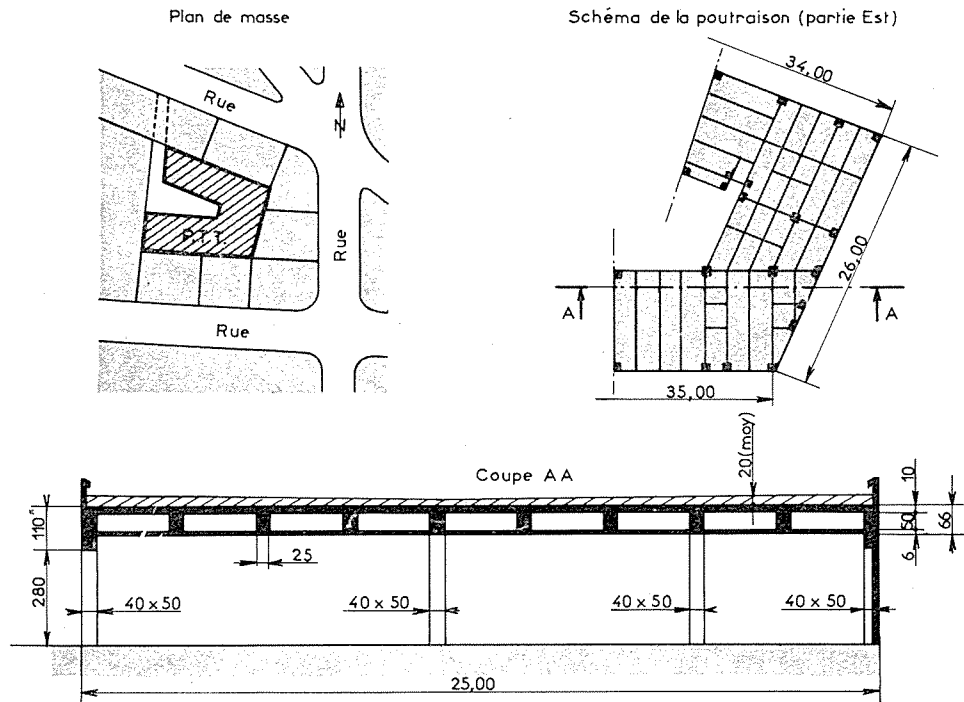 Plan de masse
Schéma de la poutraison (partie Est)
Rue
N
P.T.T.
Rue
Rue
34,00
26,00
A
A
35,00
Coupe AA
20(moy)
10
110
50
66
25
6
280
40 x 50
40 x 50
40 x 50
40 x 50
25,00